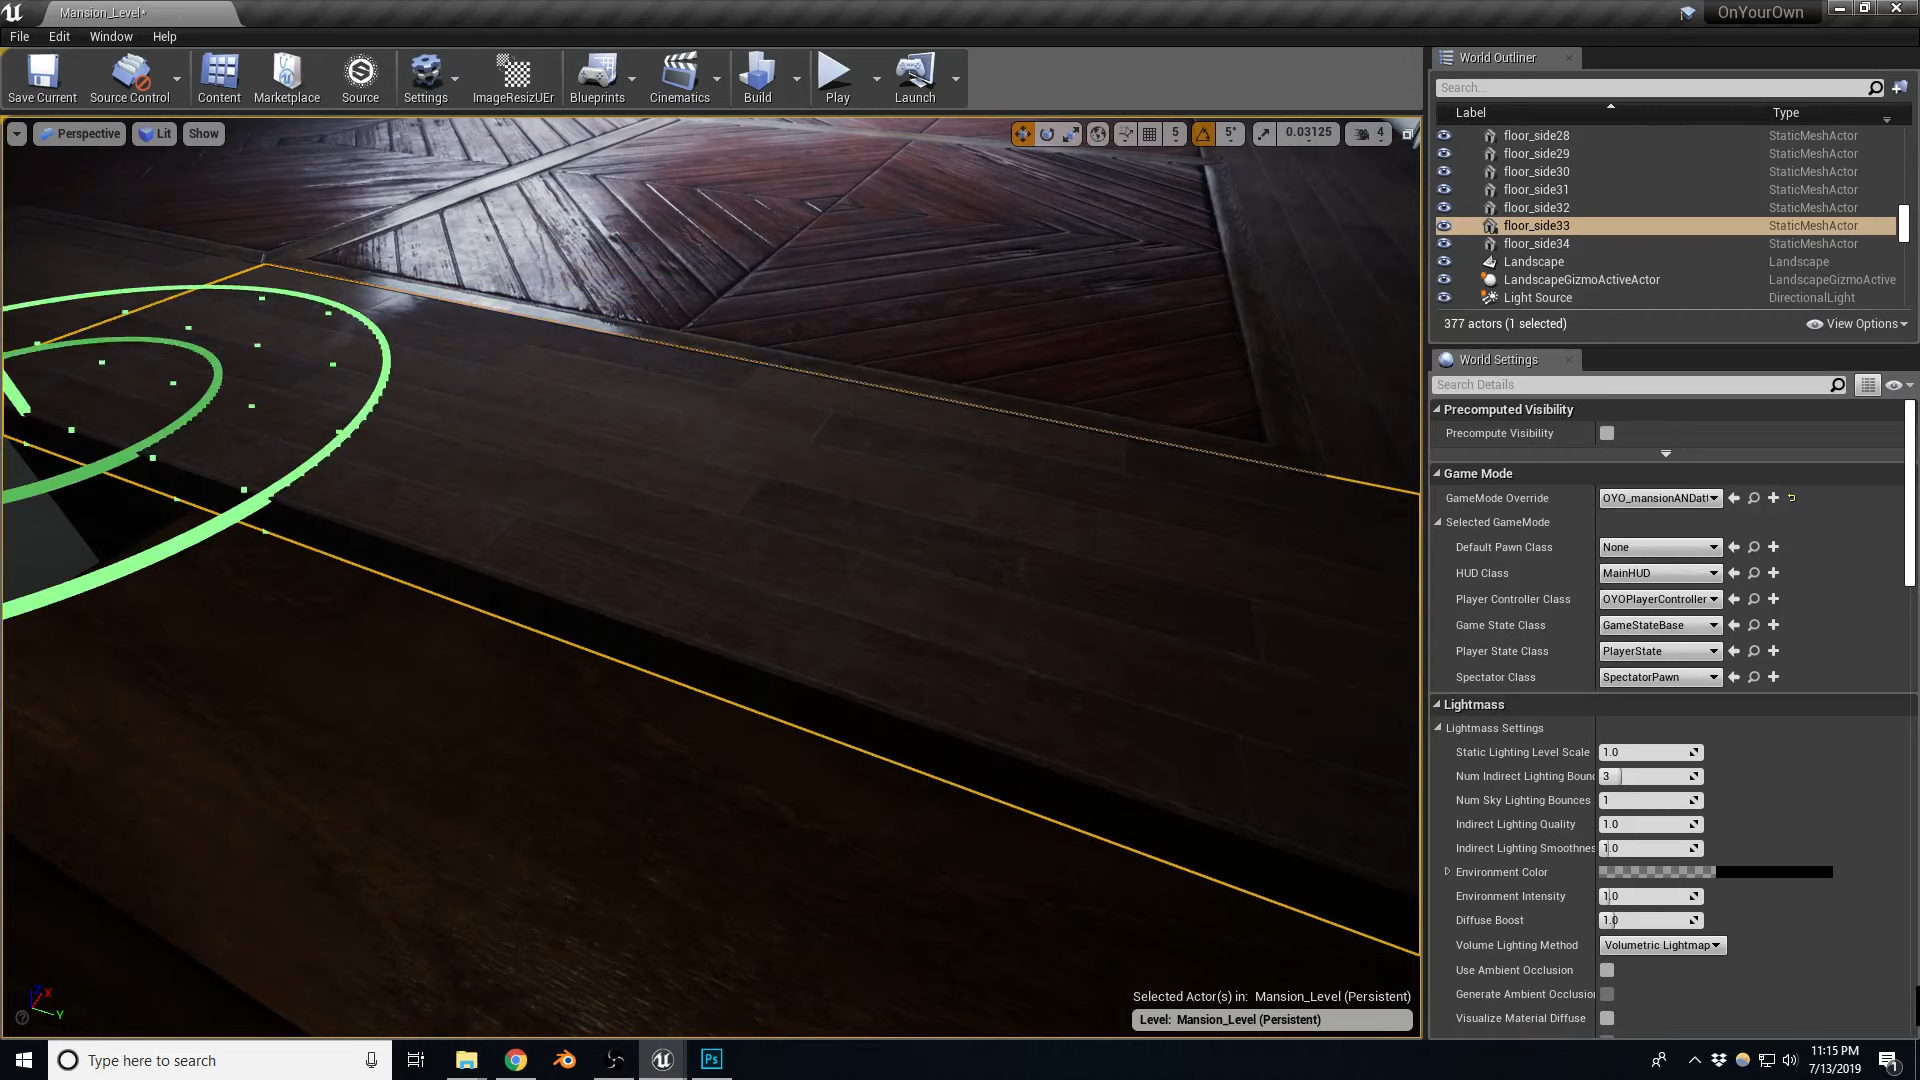 Mansion_Level*
OnYourOwn
File Edit Window Help
Save Current Source Control Content Marketplace Source Settings ImageResizUEr Blueprints Cinematics Build Play Launch
Perspective Lit Show 5 5° 0.03125 4
World Outliner
Search...
Label Type
floor_side28 StaticMeshActor
floor_side29 StaticMeshActor
floor_side30 StaticMeshActor
floor_side31 StaticMeshActor
floor_side32 StaticMeshActor
floor_side33 StaticMeshActor
floor_side34 StaticMeshActor
Landscape Landscape
LandscapeGizmoActiveActor LandscapeGizmoActive
Light Source DirectionalLight
377 actors (1 selected) View Options
World Settings
Search Details
Precomputed Visibility
Precompute Visibility
Game Mode
GameMode Override OYO_mansionANDatt
Selected GameMode
Default Pawn Class None
HUD Class MainHUD
Player Controller Class OYOPlayerController
Game State Class GameStateBase
Player State Class PlayerState
Spectator Class SpectatorPawn
Lightmass
Lightmass Settings
Static Lighting Level Scale 1.0
Num Indirect Lighting Bounc 3
Num Sky Lighting Bounces 1
Indirect Lighting Quality 1.0
Indirect Lighting Smoothnes 1.0
Environment Color
Environment Intensity 1.0
Diffuse Boost 1.0
Volume Lighting Method Volumetric Lightmap
Use Ambient Occlusion
Generate Ambient Occlusion
Visualize Material Diffuse
X
Y
Selected Actor(s) in: Mansion_Level (Persistent)
Level: Mansion_Level (Persistent)
Type here to search
Ps
11:15 PM
7/13/2019
1